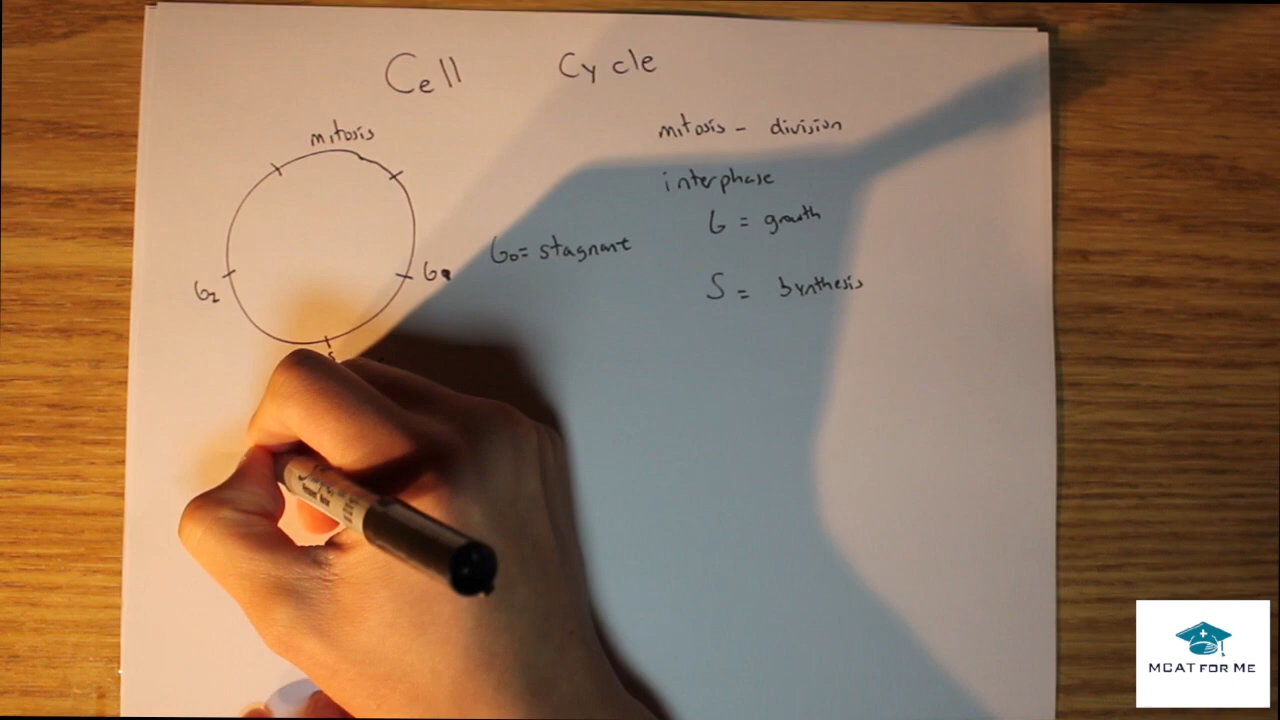 Cell Cycle
mitosis
mitosis - division
interphase
G = growth
G0 = stagnant
S = Synthesis
G2
S
MCAT FOR ME